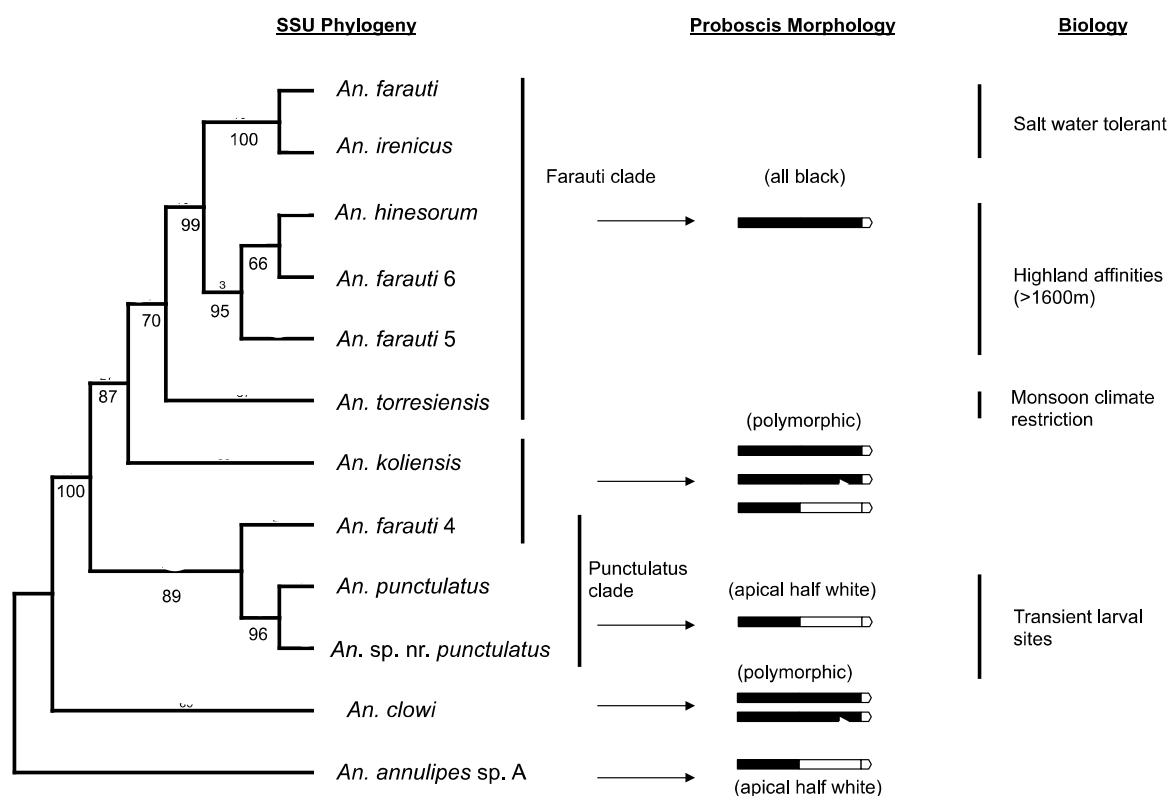 SSU Phylogeny
Proboscis Morphology
Biology
An. farauti
An. irenicus
An. hinesorum
An. farauti 6
An. farauti 5
An. torresiensis
An. koliensis
An. farauti 4
An. punctulatus
An. sp. nr. punctulatus
An. clowi
An. annulipes sp. A
100
99
66
3
95
70
87
100
89
96
Farauti clade
Punctulatus
clade
(all black)
(polymorphic)
(apical half white)
(polymorphic)
(apical half white)
Salt water tolerant
Highland affinities
(>1600m)
Monsoon climate
restriction
Transient larval
sites